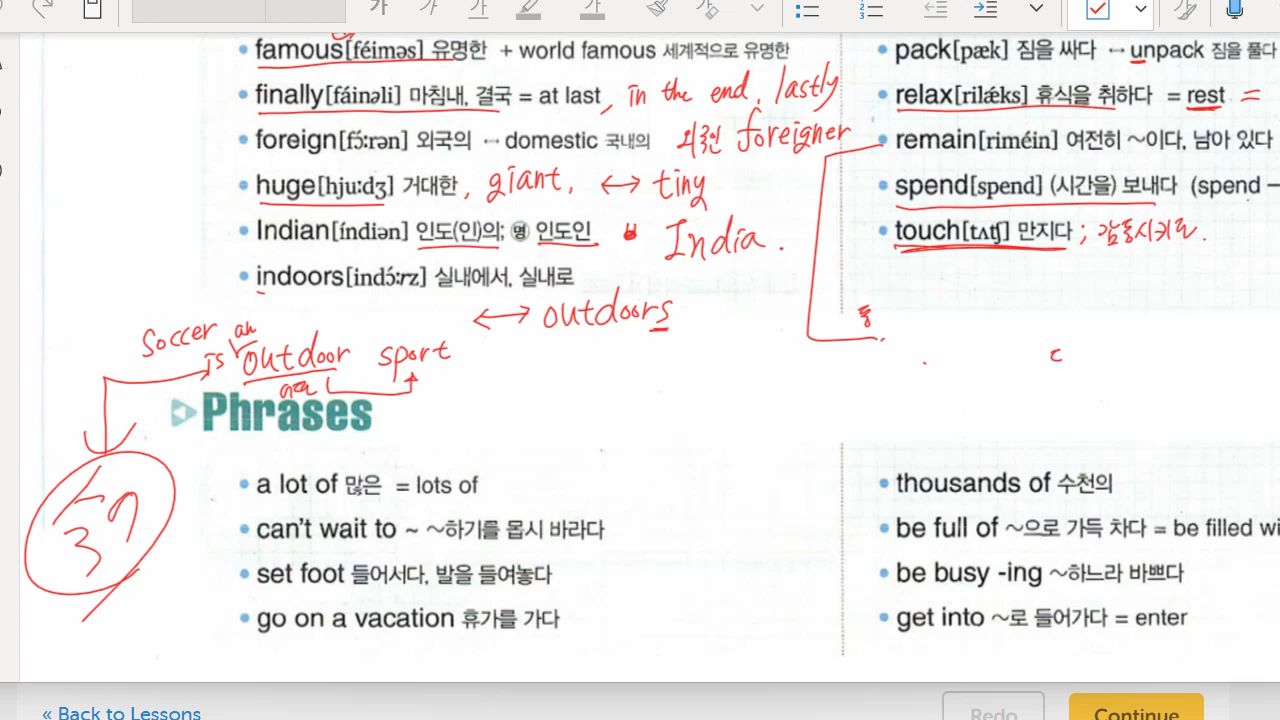 famous[féiməs] 유명한 + world famous 세계적으로 유명한
finally[fáinəli] 마침내, 결국 = at last, in the end, lastly
foreign[fɔ́ːrən] 외국의 ↔ domestic 국내의 외국인 foreigner
huge[hjuːdʒ] 거대한, giant, ↔ tiny
Indian[índiən] 인도(인)의; 명 인도인 India.
indoors[indɔ́ːrz] 실내에서, 실내로
↔ outdoors
Soccer is an outdoor sport
pack[pæk] 짐을 싸다 ↔ unpack 짐을 풀다
relax[rilǽks] 휴식을 취하다 = rest =
remain[riméin] 여전히 ~이다, 남아 있다
spend[spend] (시간을) 보내다 (spend –
touch[tʌtʃ] 만지다 ; 감동시키다.
Phrases
a lot of 많은 = lots of
can't wait to ~ ~하기를 몹시 바라다
set foot 들어서다, 발을 들여놓다
go on a vacation 휴가를 가다
thousands of 수천의
be full of ~으로 가득 차다 = be filled wi
be busy -ing ~하느라 바쁘다
get into ~로 들어가다 = enter
« Back to Lessons
Redo
Continue